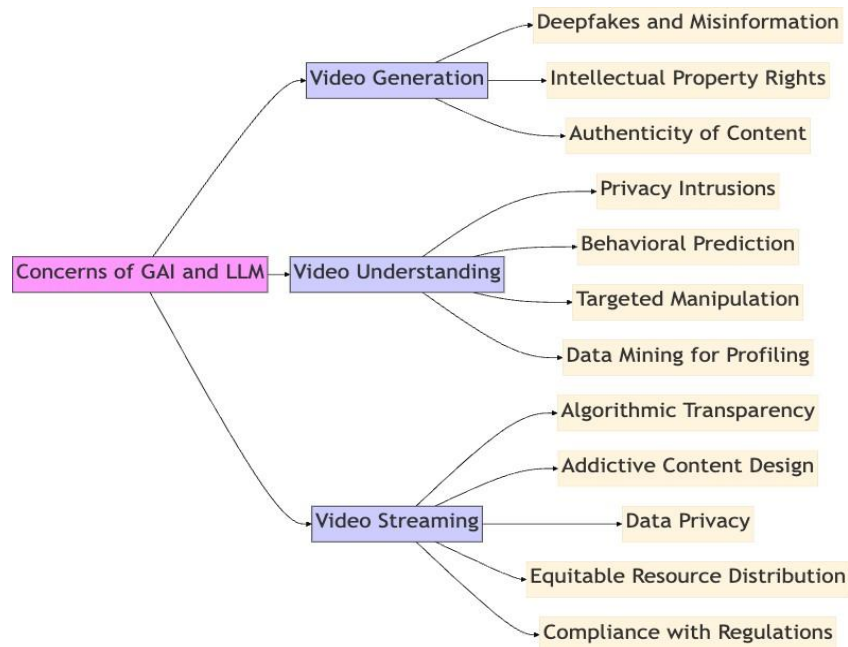 Concerns of GAI and LLM
Video Generation
Deepfakes and Misinformation
Intellectual Property Rights
Authenticity of Content
Video Understanding
Privacy Intrusions
Behavioral Prediction
Targeted Manipulation
Data Mining for Profiling
Video Streaming
Algorithmic Transparency
Addictive Content Design
Data Privacy
Equitable Resource Distribution
Compliance with Regulations